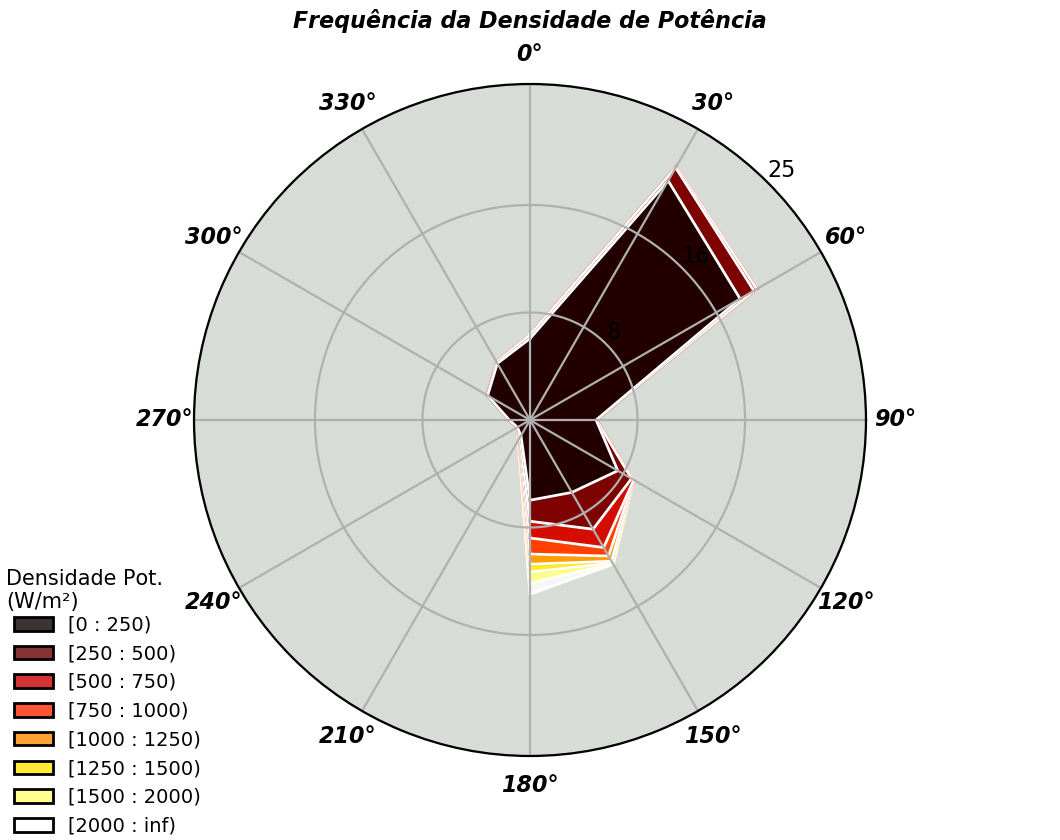 Frequência da Densidade de Potência
0°
330°
30°
25
300°
60°
16
8
270°
90°
240°
120°
210°
150°
180°
Densidade Pot.
(W/m²)
[0 : 250)
[250 : 500)
[500 : 750)
[750 : 1000)
[1000 : 1250)
[1250 : 1500)
[1500 : 2000)
[2000 : inf)